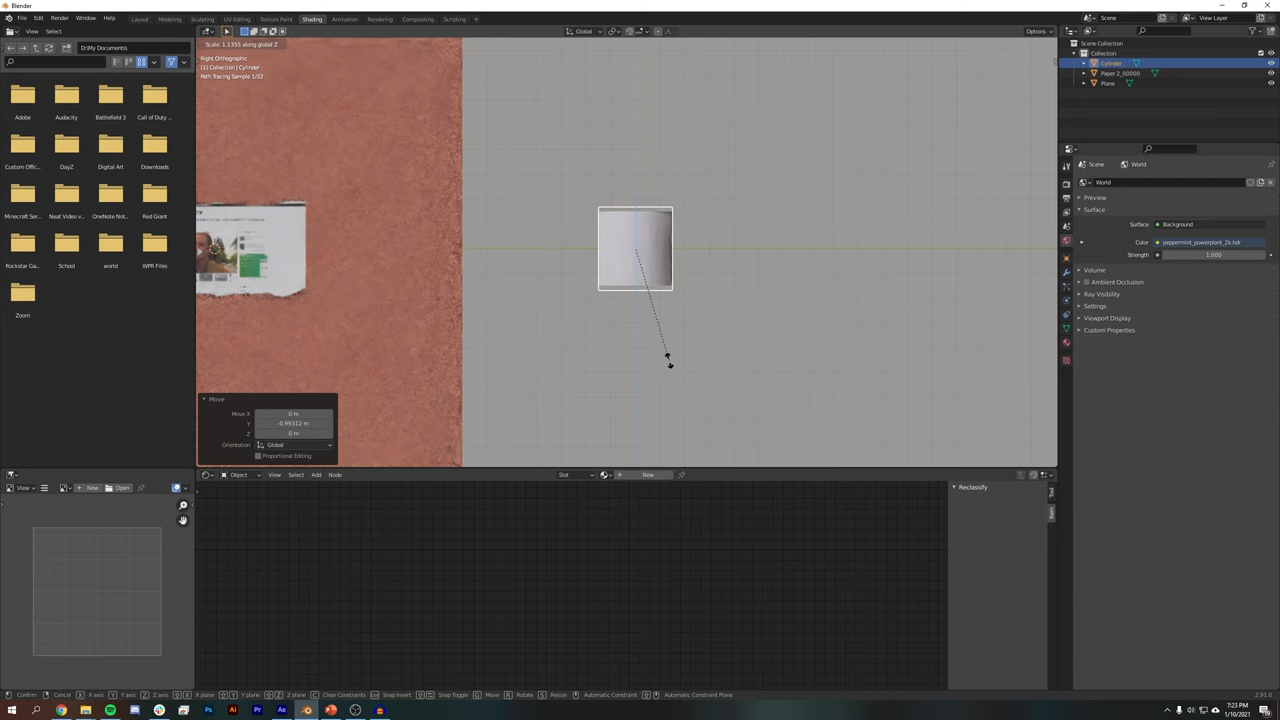 Blender
File Edit Render Window Help Layout Modeling Sculpting UV Editing Texture Paint Shading Animation Rendering Compositing Scripting Scene View Layer
View Select Global Options
D:\My Documents\
Scale: 1.1355 along global Z
Right Orthographic
(1) Collection | Cylinder
Path Tracing Sample 1/32
Scene Collection
Collection
Cylinder
Paper 2_00000
Plane
Adobe Audacity Battlefield 3 Call of Duty ...
Custom Offic... DayZ Digital Art Downloads
Minecraft Ser... Neat Video v... OneNote Not... Red Giant
Rockstar Ga... School world WPR Files
Zoom
Scene World
World
Preview
Surface
Surface Background
Color peppermint_powerplant_2k.hdr
Strength 1.000
Volume
Ambient Occlusion
Ray Visibility
Settings
Viewport Display
Custom Properties
Move
Move X 0 m
Y -0.99312 m
Z 0 m
Orientation Global
Proportional Editing
View New Open
Object View Select Add Node Slot New
Reclassify
Tool
Item
Confirm Cancel X X axis Y Y axis Z Z axis X X plane Y Y plane Z Z plane C Clear Constraints Snap Invert Snap Toggle G Move R Rotate S Resize Automatic Constraint Automatic Constraint Plane 2.91.0
7:23 PM
1/10/2021